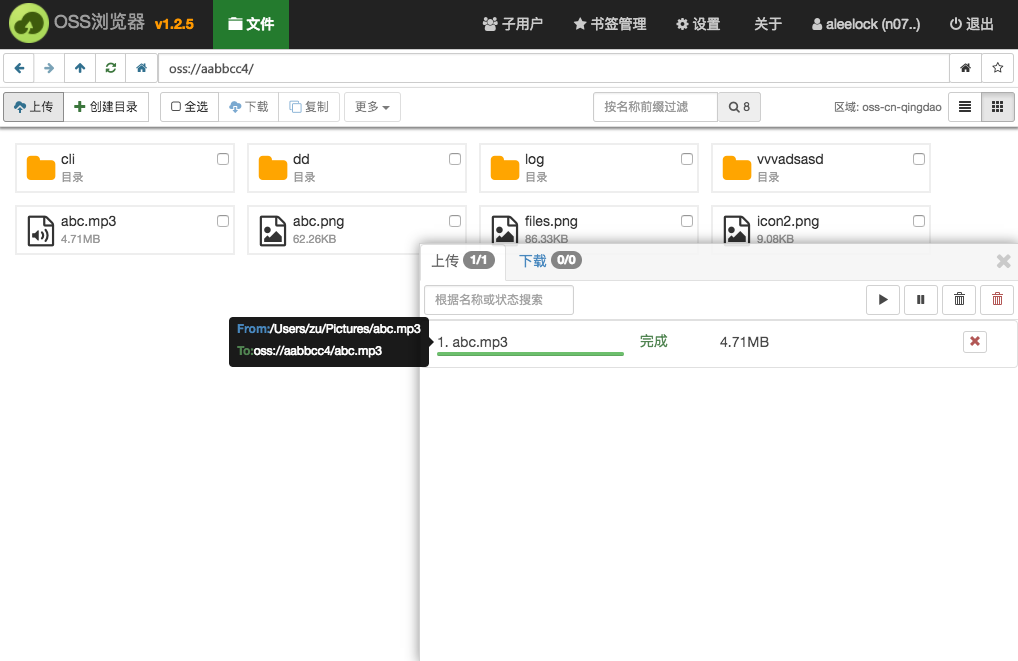 OSS浏览器 v1.2.5 文件 子用户 书签管理 设置 关于 aleelock (n07..) 退出
oss://aabbcc4/
上传 创建目录 全选 下载 复制 更多 按名称前缀过滤 8 区域: oss-cn-qingdao
cli dd log vvvadsasd
目录 目录 目录 目录
abc.mp3 abc.png files.png icon2.png
4.71MB 62.26KB 86.33KB 9.08KB
上传 1/1 下载 0/0
根据名称或状态搜索
From:/Users/zu/Pictures/abc.mp3
To:oss://aabbcc4/abc.mp3
1. abc.mp3 完成 4.71MB